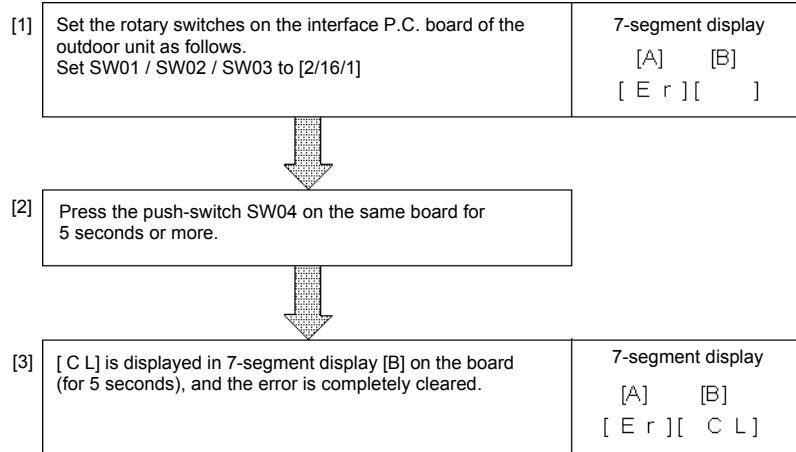 [1] Set the rotary switches on the interface P.C. board of the
outdoor unit as follows.
Set SW01 / SW02 / SW03 to [2/16/1]
7-segment display
[A] [B]
[ E r ] [ ]
[2] Press the push-switch SW04 on the same board for
5 seconds or more.
[3] [ C L] is displayed in 7-segment display [B] on the board
(for 5 seconds), and the error is completely cleared.
7-segment display
[A] [B]
[ E r ] [ C L]